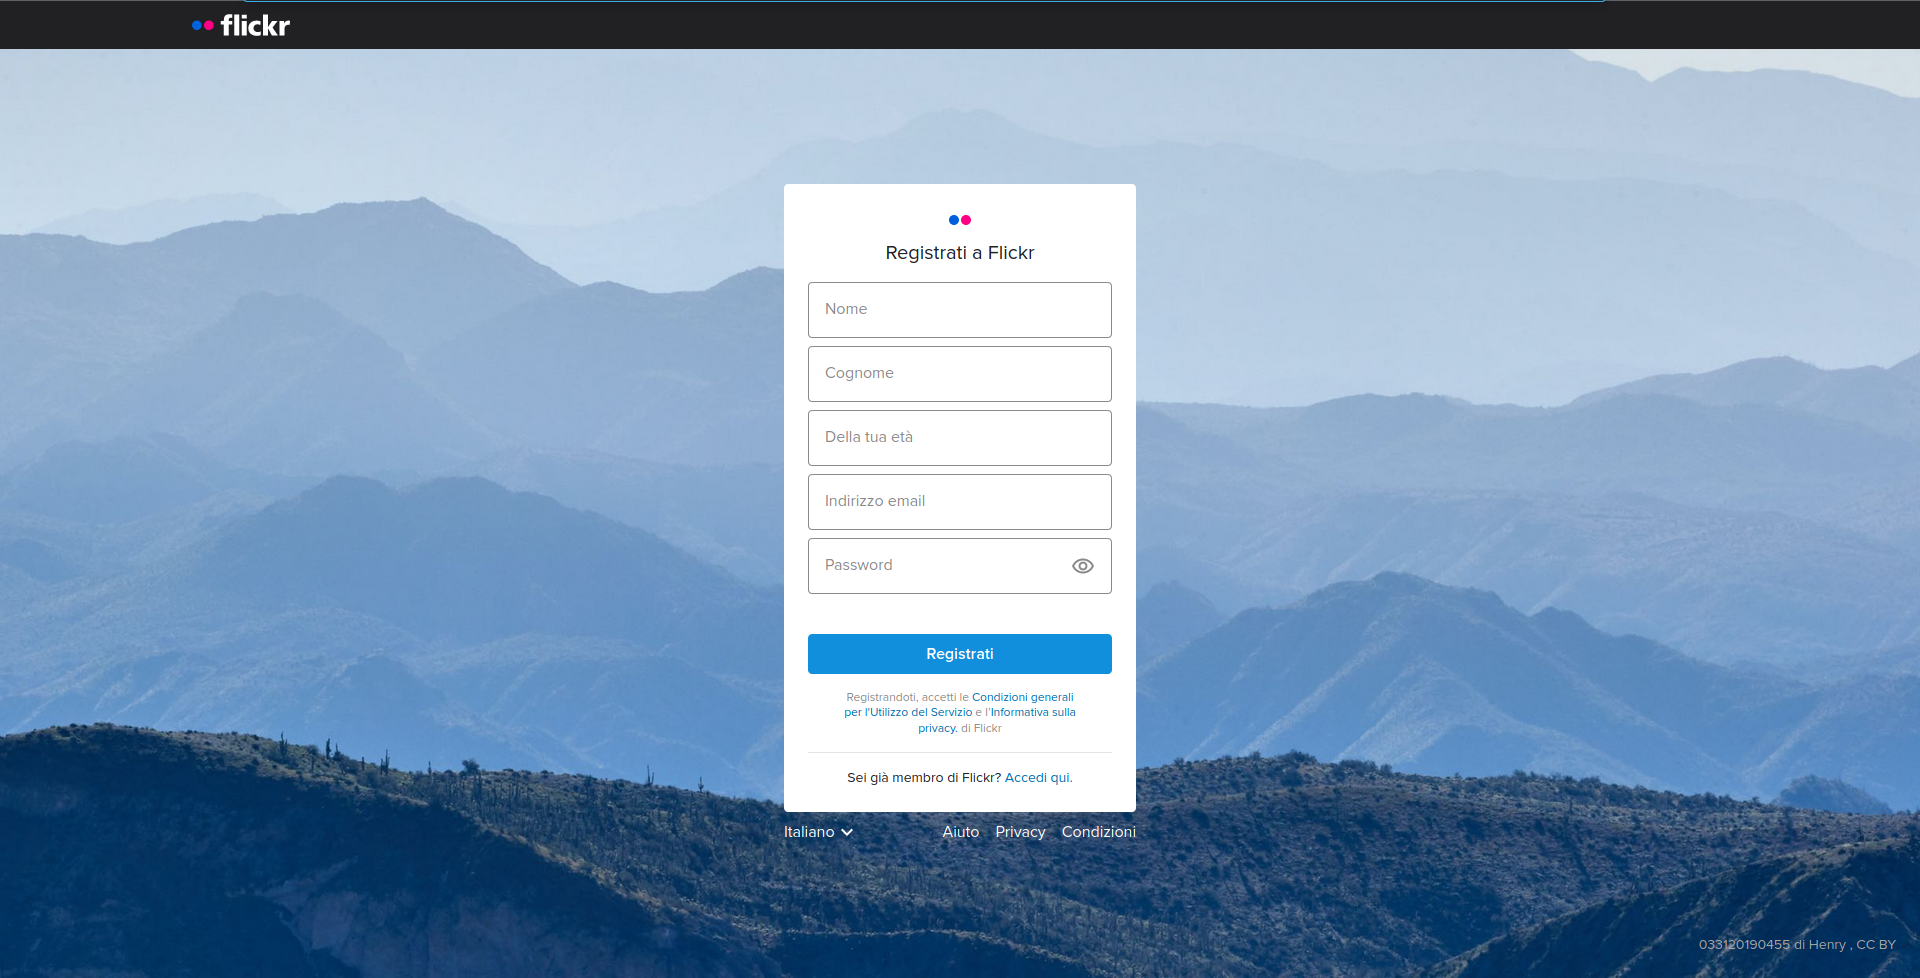 flickr
Registrati a Flickr
Nome
Cognome
Della tua età
Indirizzo email
Password
Registrati
Registrandoti, accetti le Condizioni generali
per l'Utilizzo del Servizio e l'Informativa sulla
privacy. di Flickr
Sei già membro di Flickr? Accedi qui.
Italiano Aiuto Privacy Condizioni
033120190455 di Henry , CC BY